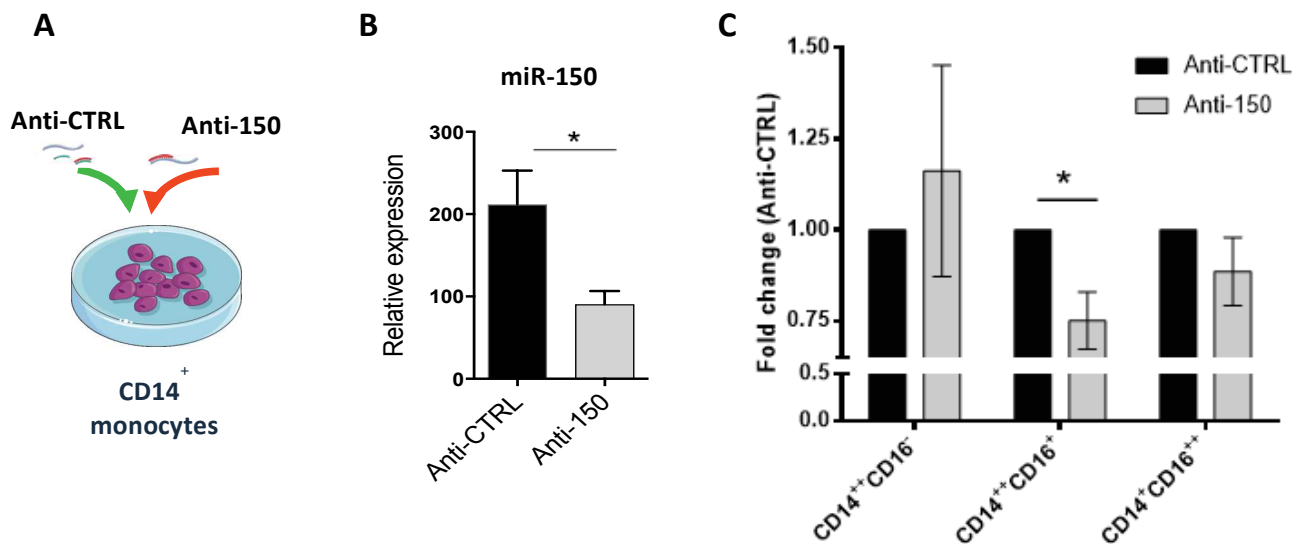 A
Anti-CTRL
Anti-150
CD14+
monocytes
B
miR-150
*
Relative expression
300
200
100
0
Anti-CTRL
Anti-150
C
Anti-CTRL
Anti-150
*
Fold change (Anti-CTRL)
1.50
1.25
1.00
0.75
0.5
0.0
CD14++CD16-
CD14++CD16+
CD14+CD16++